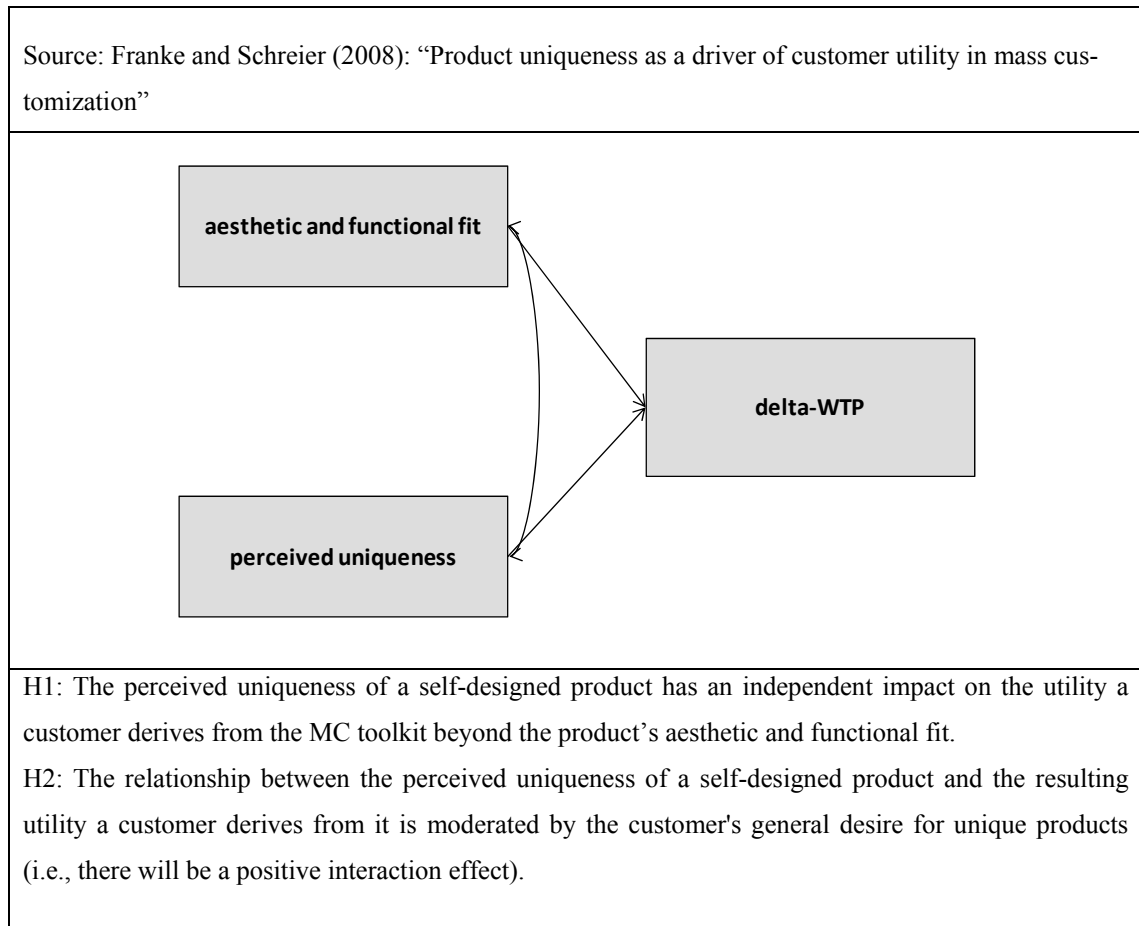 Source: Franke and Schreier (2008): “Product uniqueness as a driver of customer utility in mass cus-
tomization”
aesthetic and functional fit
delta-WTP
perceived uniqueness
H1: The perceived uniqueness of a self-designed product has an independent impact on the utility a
customer derives from the MC toolkit beyond the product’s aesthetic and functional fit.
H2: The relationship between the perceived uniqueness of a self-designed product and the resulting
utility a customer derives from it is moderated by the customer's general desire for unique products
(i.e., there will be a positive interaction effect).